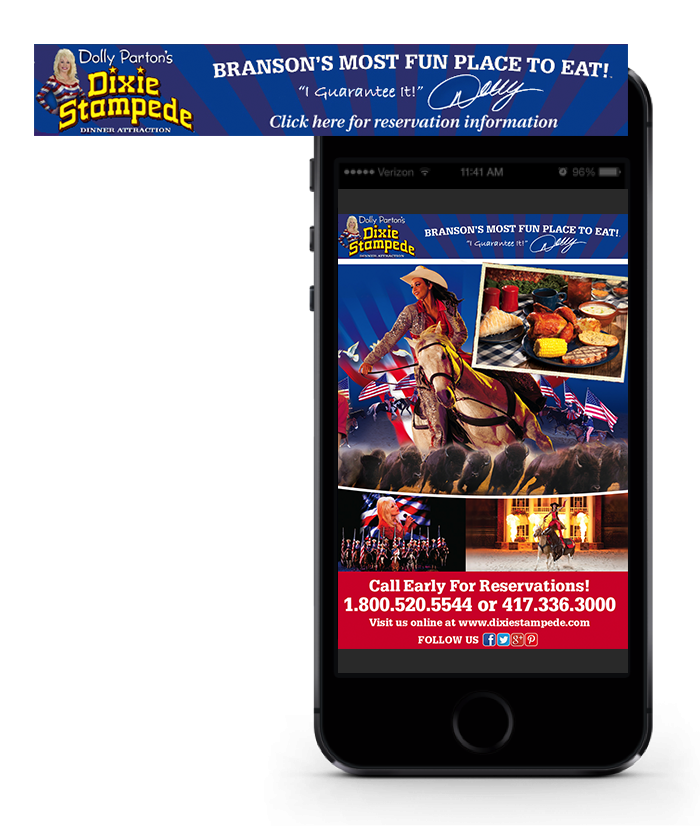 Dolly Parton's
Dixie
Stampede
DINNER ATTRACTION
BRANSON'S MOST FUN PLACE TO EAT!
"I Guarantee It!" Dolly
Click here for reservation information
Verizon 11:41 AM 96%
Dolly Parton's
Dixie
Stampede
DINNER ATTRACTION
BRANSON'S MOST FUN PLACE TO EAT!
"I Guarantee It!" Dolly
Call Early For Reservations!
1.800.520.5544 or 417.336.3000
Visit us online at www.dixiestampede.com
FOLLOW US f g+ p